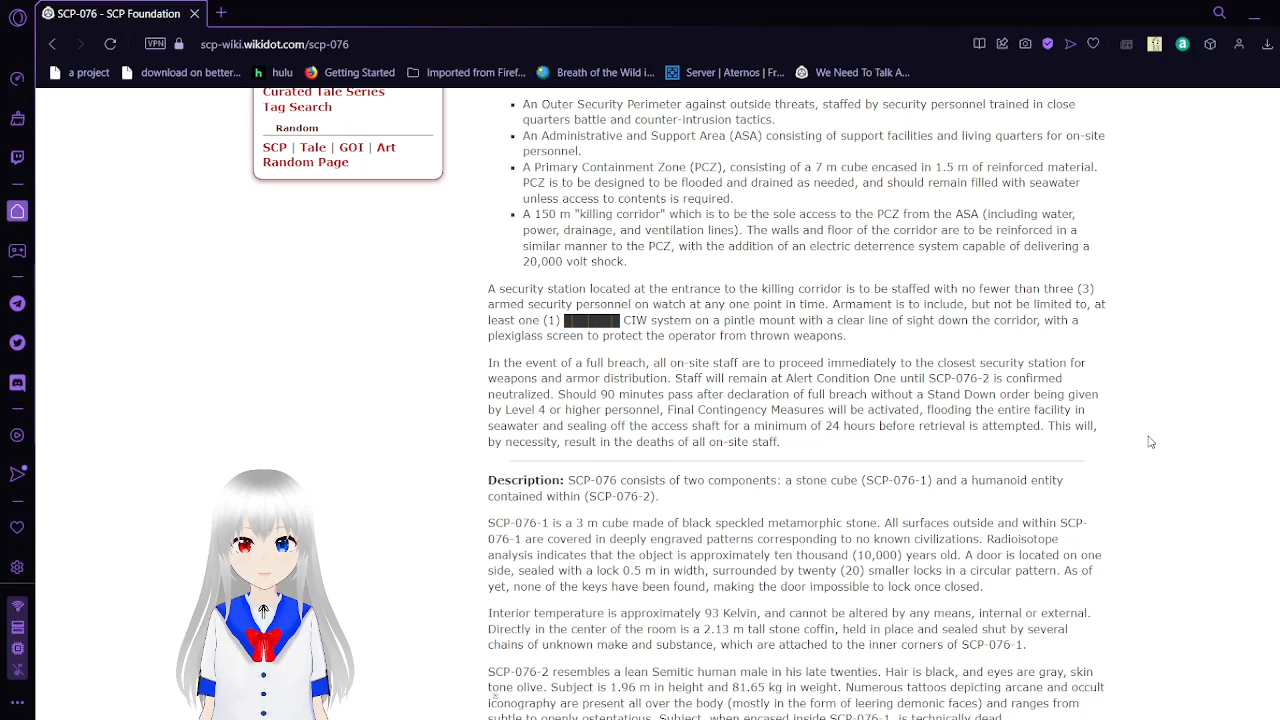 SCP-076 - SCP Foundation
VPN
scp-wiki.wikidot.com/scp-076
a project
download on better...
hulu
Getting Started
Imported from Firef...
Breath of the Wild i...
Server | Aternos | Fr...
We Need To Talk A...
Curated Tale Series
Tag Search
Random
SCP | Tale | GOI | Art
Random Page
An Outer Security Perimeter against outside threats, staffed by security personnel trained in close
quarters battle and counter-intrusion tactics.
An Administrative and Support Area (ASA) consisting of support facilities and living quarters for on-site
personnel.
A Primary Containment Zone (PCZ), consisting of a 7 m cube encased in 1.5 m of reinforced material.
PCZ is to be designed to be flooded and drained as needed, and should remain filled with seawater
unless access to contents is required.
A 150 m "killing corridor" which is to be the sole access to the PCZ from the ASA (including water,
power, drainage, and ventilation lines). The walls and floor of the corridor are to be reinforced in a
similar manner to the PCZ, with the addition of an electric deterrence system capable of delivering a
20,000 volt shock.
A security station located at the entrance to the killing corridor is to be staffed with no fewer than three (3)
armed security personnel on watch at any one point in time. Armament is to include, but not be limited to, at
least one (1) ███████ CIW system on a pintle mount with a clear line of sight down the corridor, with a
plexiglass screen to protect the operator from thrown weapons.
In the event of a full breach, all on-site staff are to proceed immediately to the closest security station for
weapons and armor distribution. Staff will remain at Alert Condition One until SCP-076-2 is confirmed
neutralized. Should 90 minutes pass after declaration of full breach without a Stand Down order being given
by Level 4 or higher personnel, Final Contingency Measures will be activated, flooding the entire facility in
seawater and sealing off the access shaft for a minimum of 24 hours before retrieval is attempted. This will,
by necessity, result in the deaths of all on-site staff.
Description: SCP-076 consists of two components: a stone cube (SCP-076-1) and a humanoid entity
contained within (SCP-076-2).
SCP-076-1 is a 3 m cube made of black speckled metamorphic stone. All surfaces outside and within SCP-
076-1 are covered in deeply engraved patterns corresponding to no known civilizations. Radioisotope
analysis indicates that the object is approximately ten thousand (10,000) years old. A door is located on one
side, sealed with a lock 0.5 m in width, surrounded by twenty (20) smaller locks in a circular pattern. As of
yet, none of the keys have been found, making the door impossible to lock once closed.
Interior temperature is approximately 93 Kelvin, and cannot be altered by any means, internal or external.
Directly in the center of the room is a 2.13 m tall stone coffin, held in place and sealed shut by several
chains of unknown make and substance, which are attached to the inner corners of SCP-076-1.
SCP-076-2 resembles a lean Semitic human male in his late twenties. Hair is black, and eyes are gray, skin
tone olive. Subject is 1.96 m in height and 81.65 kg in weight. Numerous tattoos depicting arcane and occult
iconography are present all over the body (mostly in the form of leering demonic faces) and ranges from
subtle to openly ostentatious. Subject, when encased inside SCP-076-1, is technically dead.